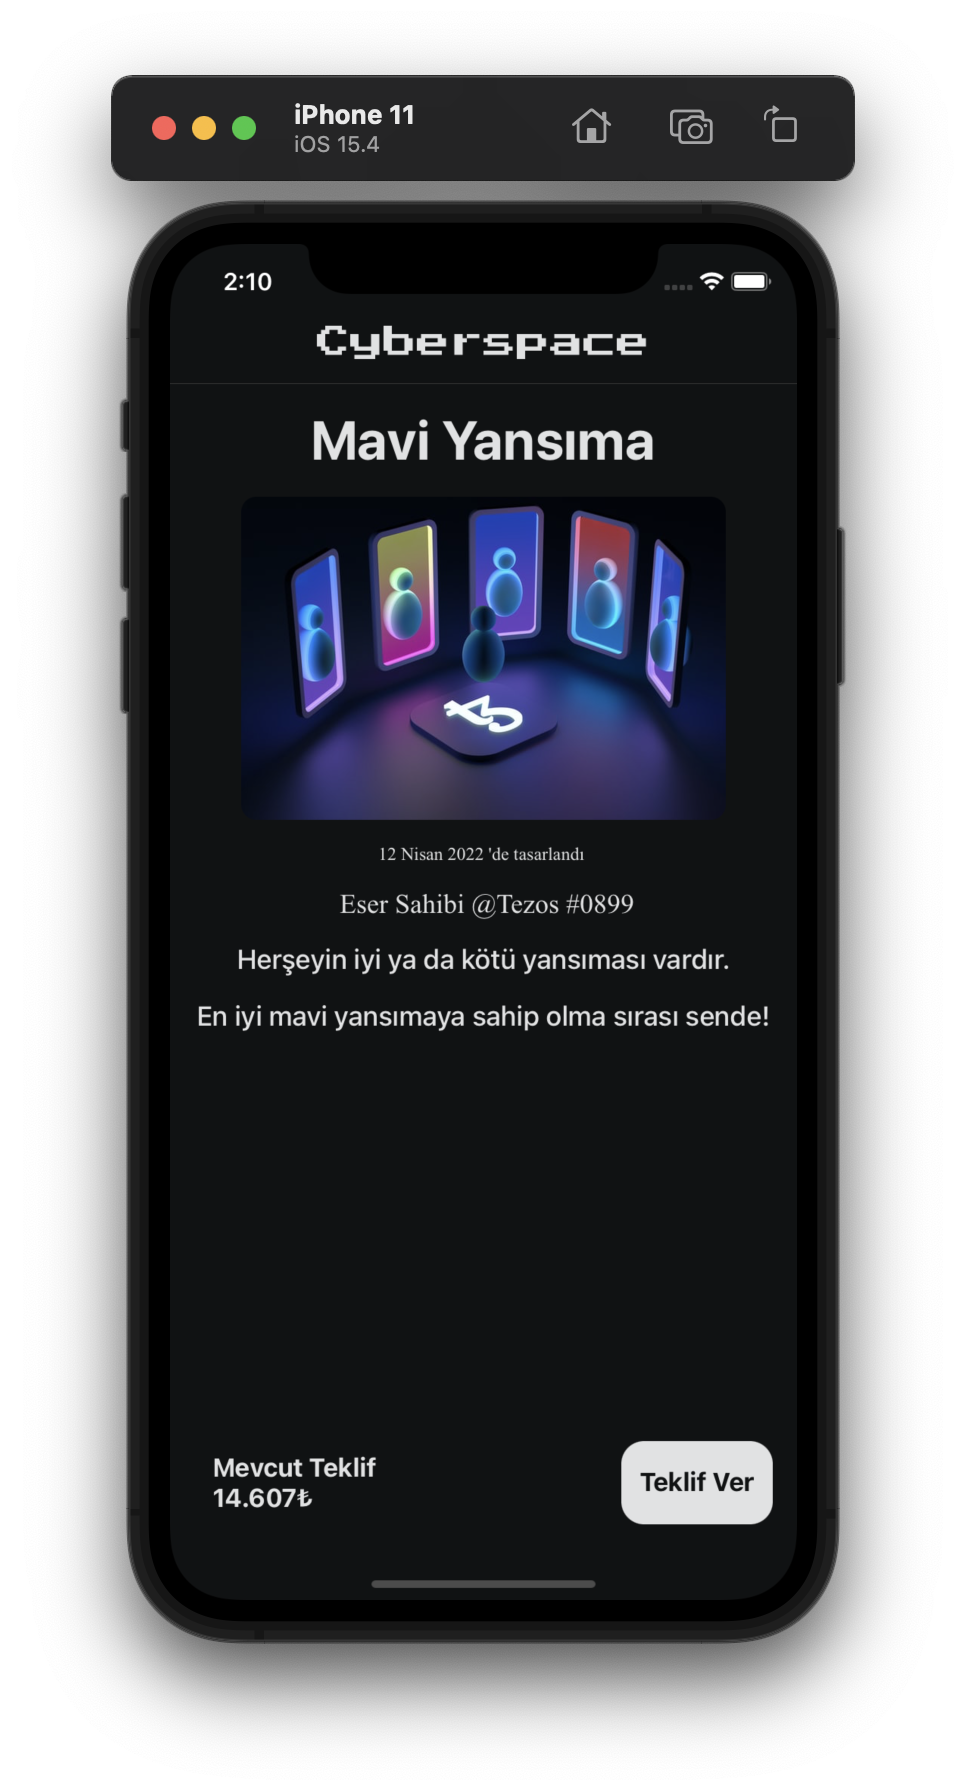 iPhone 11
iOS 15.4
2:10
Cyberspace
Mavi Yansıma
12 Nisan 2022 'de tasarlandı
Eser Sahibi @Tezos #0899
Herşeyin iyi ya da kötü yansıması vardır.
En iyi mavi yansımaya sahip olma sırası sende!
Mevcut Teklif
14.607₺
Teklif Ver